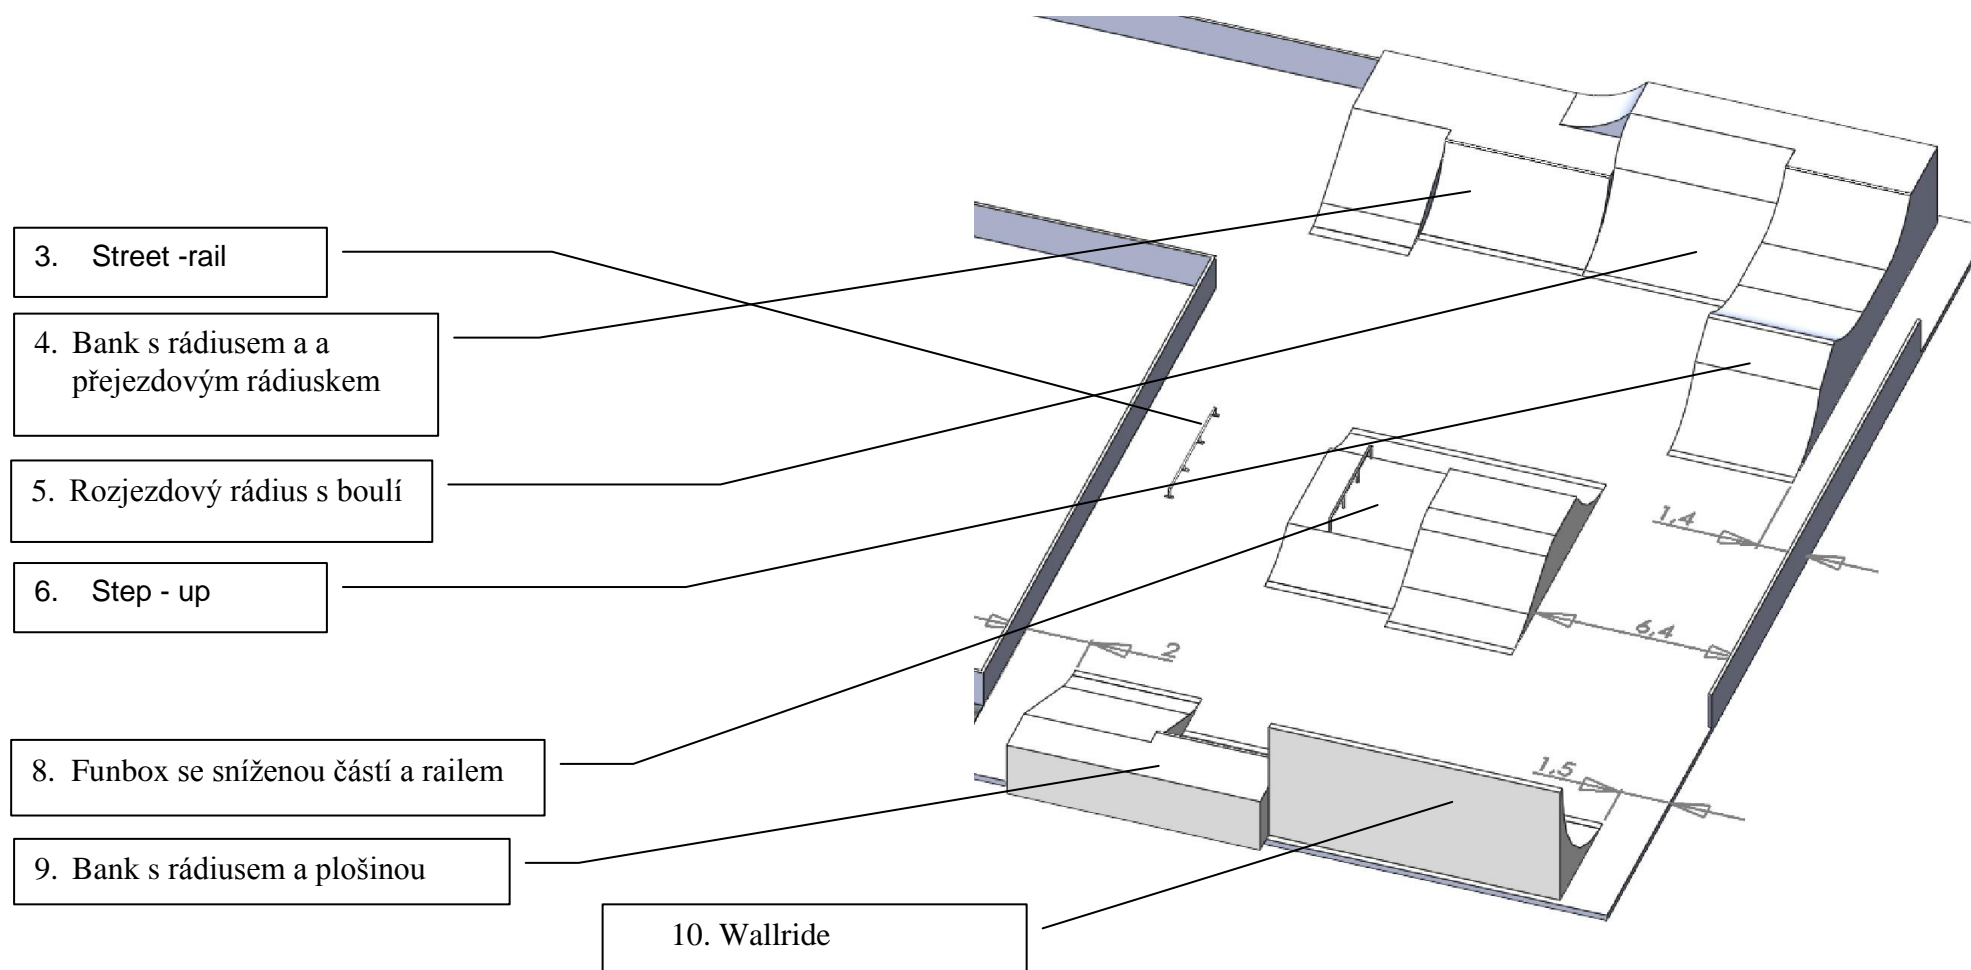 3. Street -rail
4. Bank s rádiusem a a
přejezdovým rádiuskem
5. Rozjezdový rádius s boulí
6. Step - up
8. Funbox se sníženou částí a railem
9. Bank s rádiusem a plošinou
10. Wallride
1,4
6,4
2
1,5